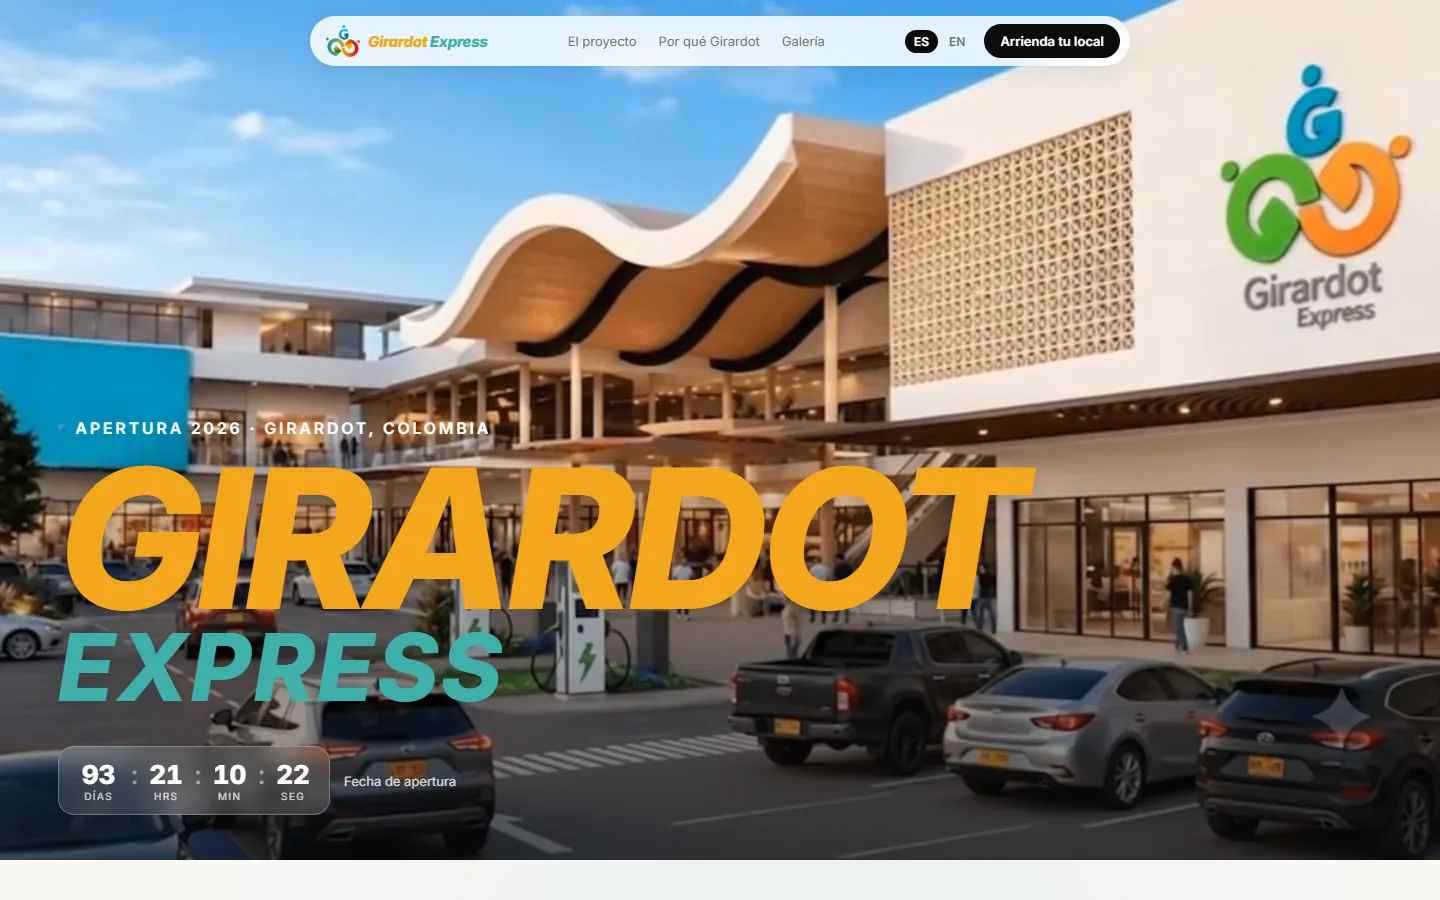 Girardot Express
El proyecto
Por qué Girardot
Galería
ES
EN
Arrienda tu local
G
Girardot
Express
APERTURA 2026 · GIRARDOT, COLOMBIA
GIRARDOT
EXPRESS
93 : 21 : 10 : 22
DÍAS HRS MIN SEG
Fecha de apertura